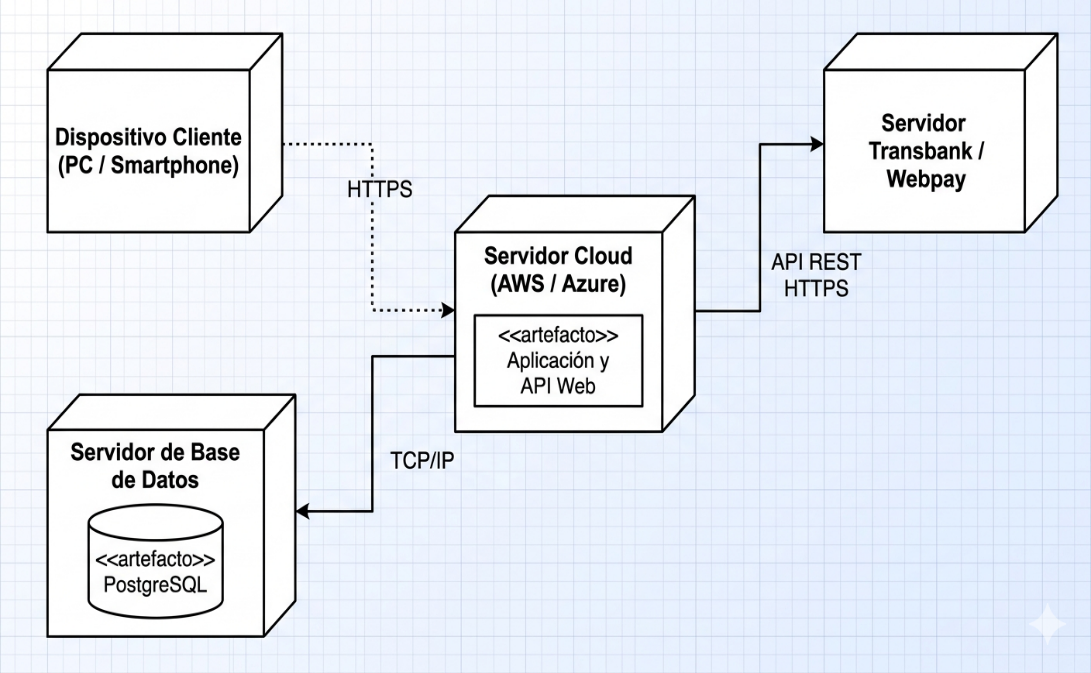 Dispositivo Cliente
(PC / Smartphone)
HTTPS
Servidor
Transbank /
Webpay
Servidor Cloud
(AWS / Azure)
<<artefacto>>
Aplicación y
API Web
API REST
HTTPS
TCP/IP
Servidor de Base
de Datos
<<artefacto>>
PostgreSQL